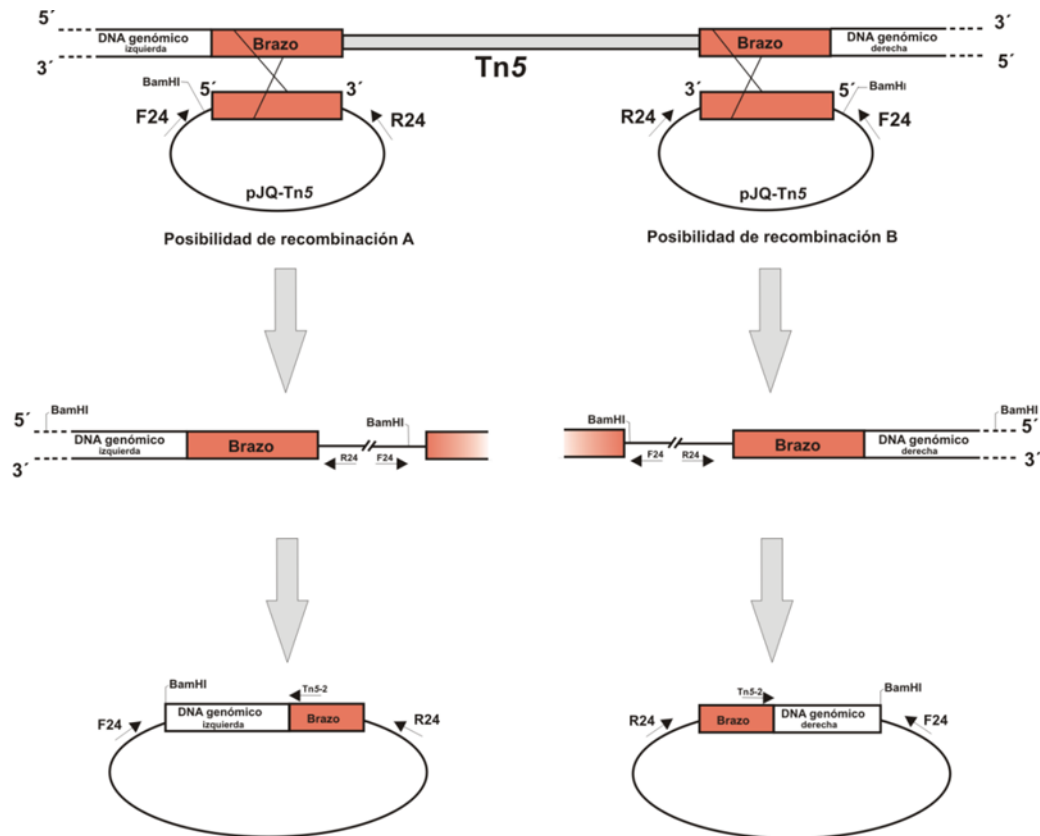 5´
3´
DNA genómico
izquierda
Brazo
Tn5
Brazo
DNA genómico
derecha
3´
5´
BamHI
5´
3´
F24
R24
pJQ-Tn5
3´
5´
BamHI
R24
F24
pJQ-Tn5
Posibilidad de recombinación A
Posibilidad de recombinación B
5´
3´
BamHI
DNA genómico
izquierda
Brazo
BamHI
R24
F24
BamHI
F24
R24
Brazo
DNA genómico
derecha
BamHI
5´
3´
BamHI
Tn5-2
F24
DNA genómico
izquierda
Brazo
R24
Tn5-2
BamHI
R24
Brazo
DNA genómico
derecha
F24